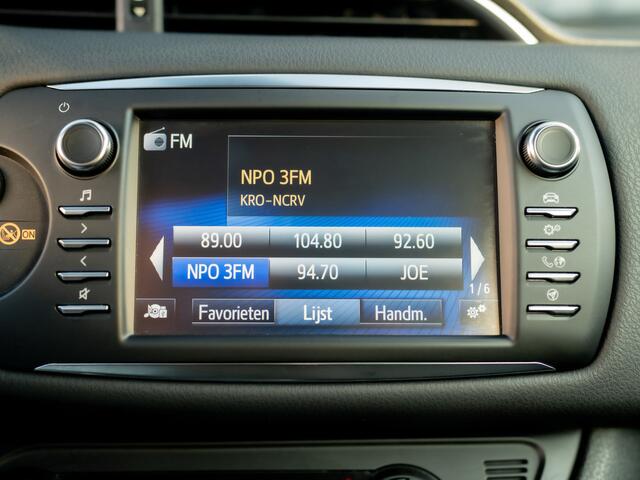 FM
NPO 3FM
KRO-NCRV
89.00 104.80 92.60
NPO 3FM 94.70 JOE
1/6
Favorieten Lijst Handm.
ON